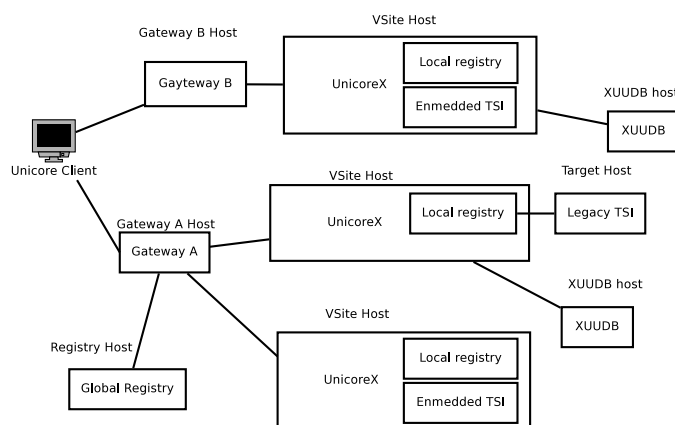 VSite Host
Gateway B Host
Local registry
UnicoreX
Gayteway B
Enmedded TSI
XUUDB host
XUUDB
Unicore Client
VSite Host
Target Host
Gateway A Host
Local registry
Legacy TSI
UnicoreX
Gateway A
XUUDB host
VSite Host
XUUDB
Registry Host
Local registry
UnicoreX
Global Registry
Enmedded TSI